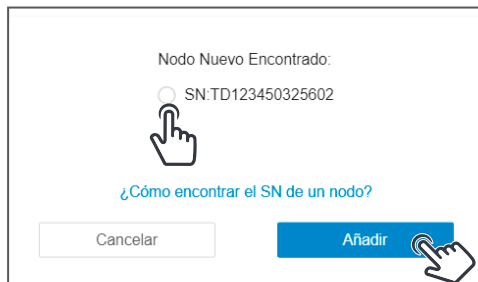 Nodo Nuevo Encontrado:
SN:TD123450325602
¿Cómo encontrar el SN de un nodo?
Cancelar
Añadir